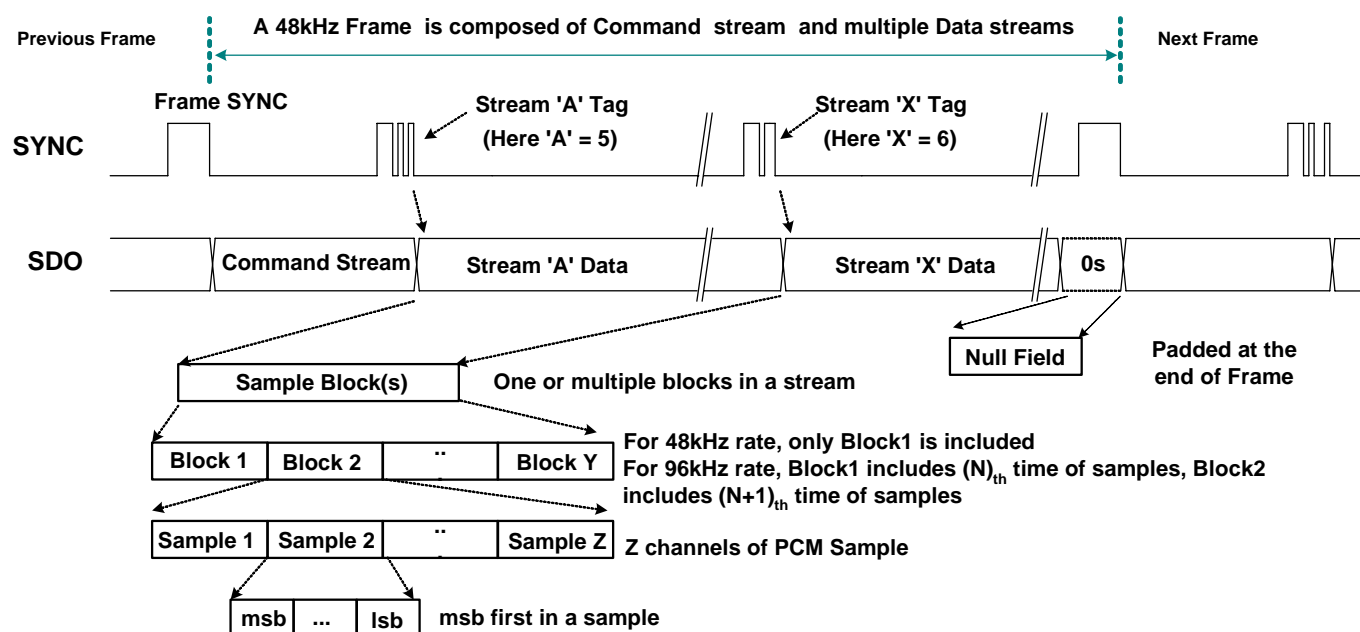 A 48kHz Frame is composed of Command stream and multiple Data streams
Previous Frame
Next Frame
Frame SYNC
Stream 'A' Tag
(Here 'A' = 5)
Stream 'X' Tag
(Here 'X' = 6)
SYNC
SDO
Command Stream
Stream 'A' Data
Stream 'X' Data
0s
Null Field
Padded at the
end of Frame
Sample Block(s)
One or multiple blocks in a stream
Block 1
Block 2
..
.
Block Y
For 48kHz rate, only Block1 is included
For 96kHz rate, Block1 includes (N)th time of samples, Block2
includes (N+1)th time of samples
Sample 1
Sample 2
..
.
Sample Z
Z channels of PCM Sample
msb
...
lsb
msb first in a sample